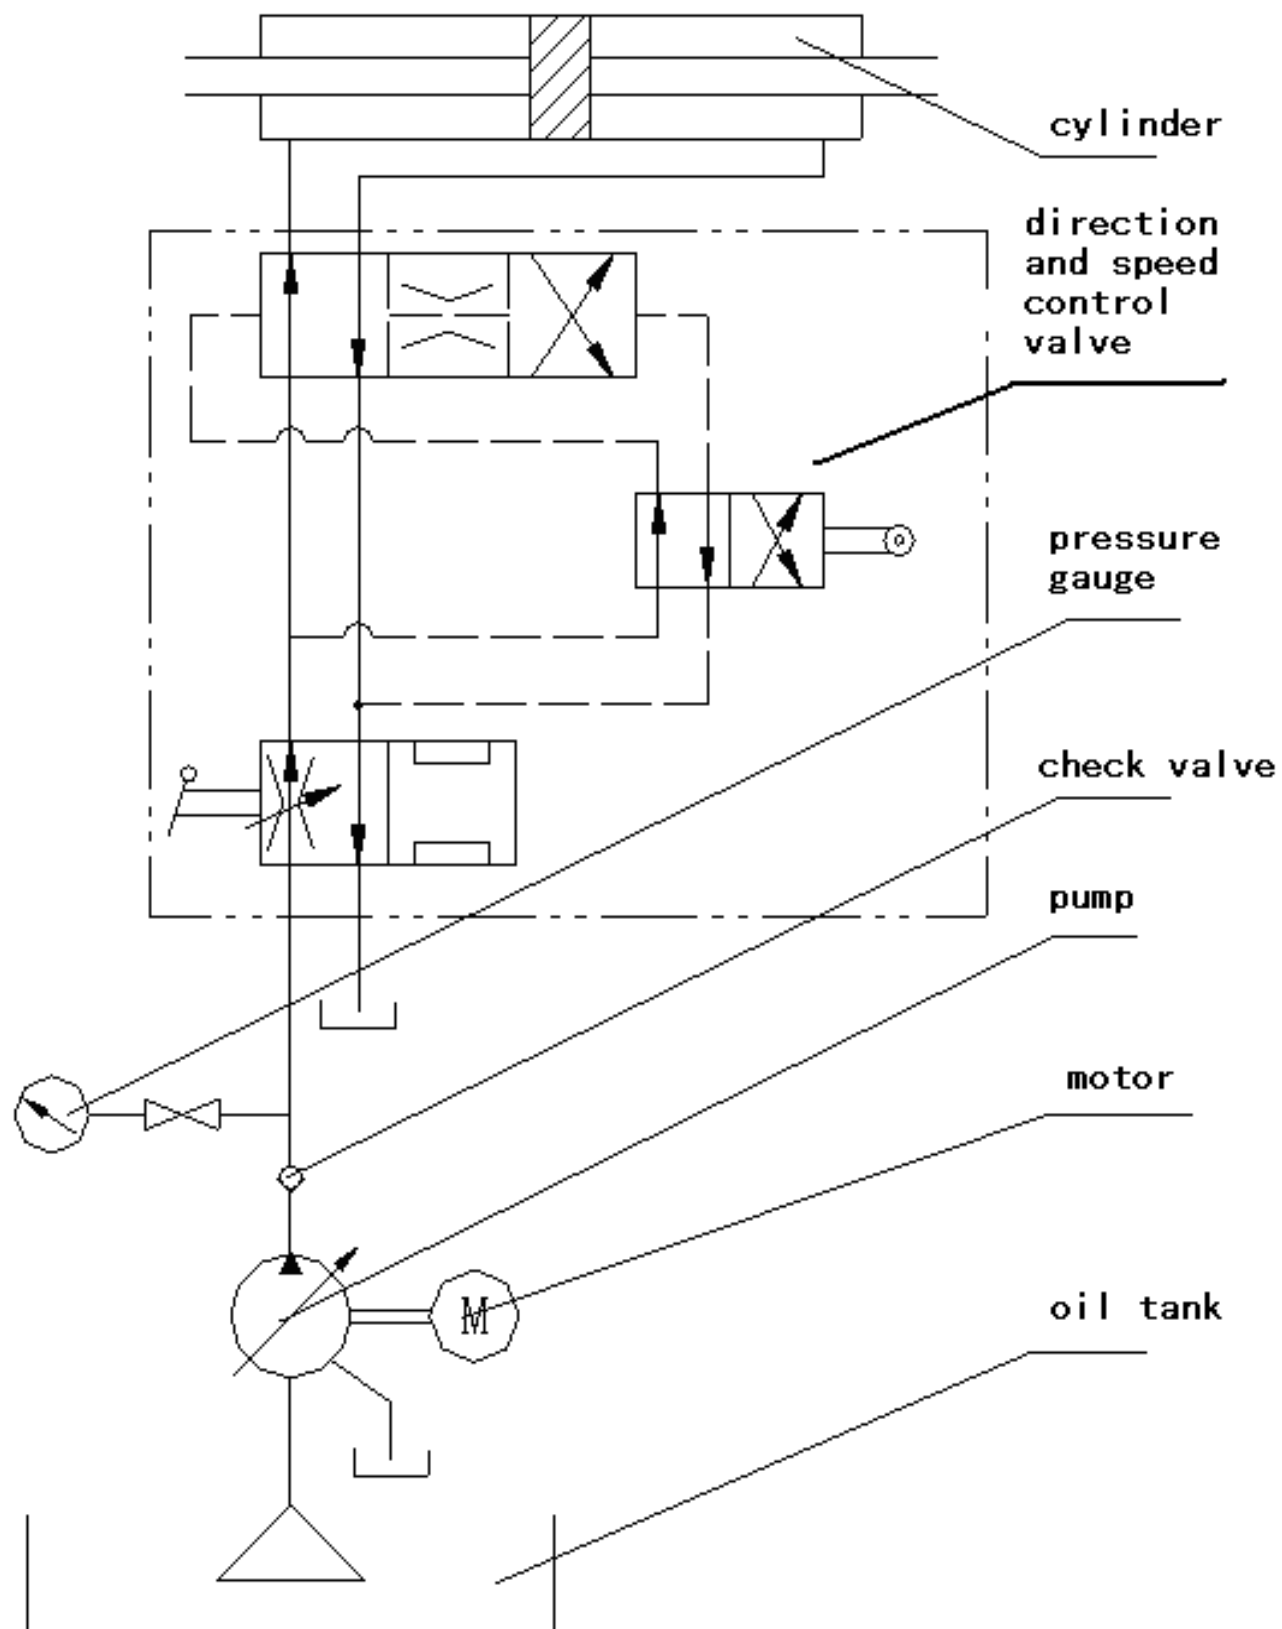 cylinder
direction
and speed
control
valve
pressure
gauge
check valve
pump
motor
M
oil tank